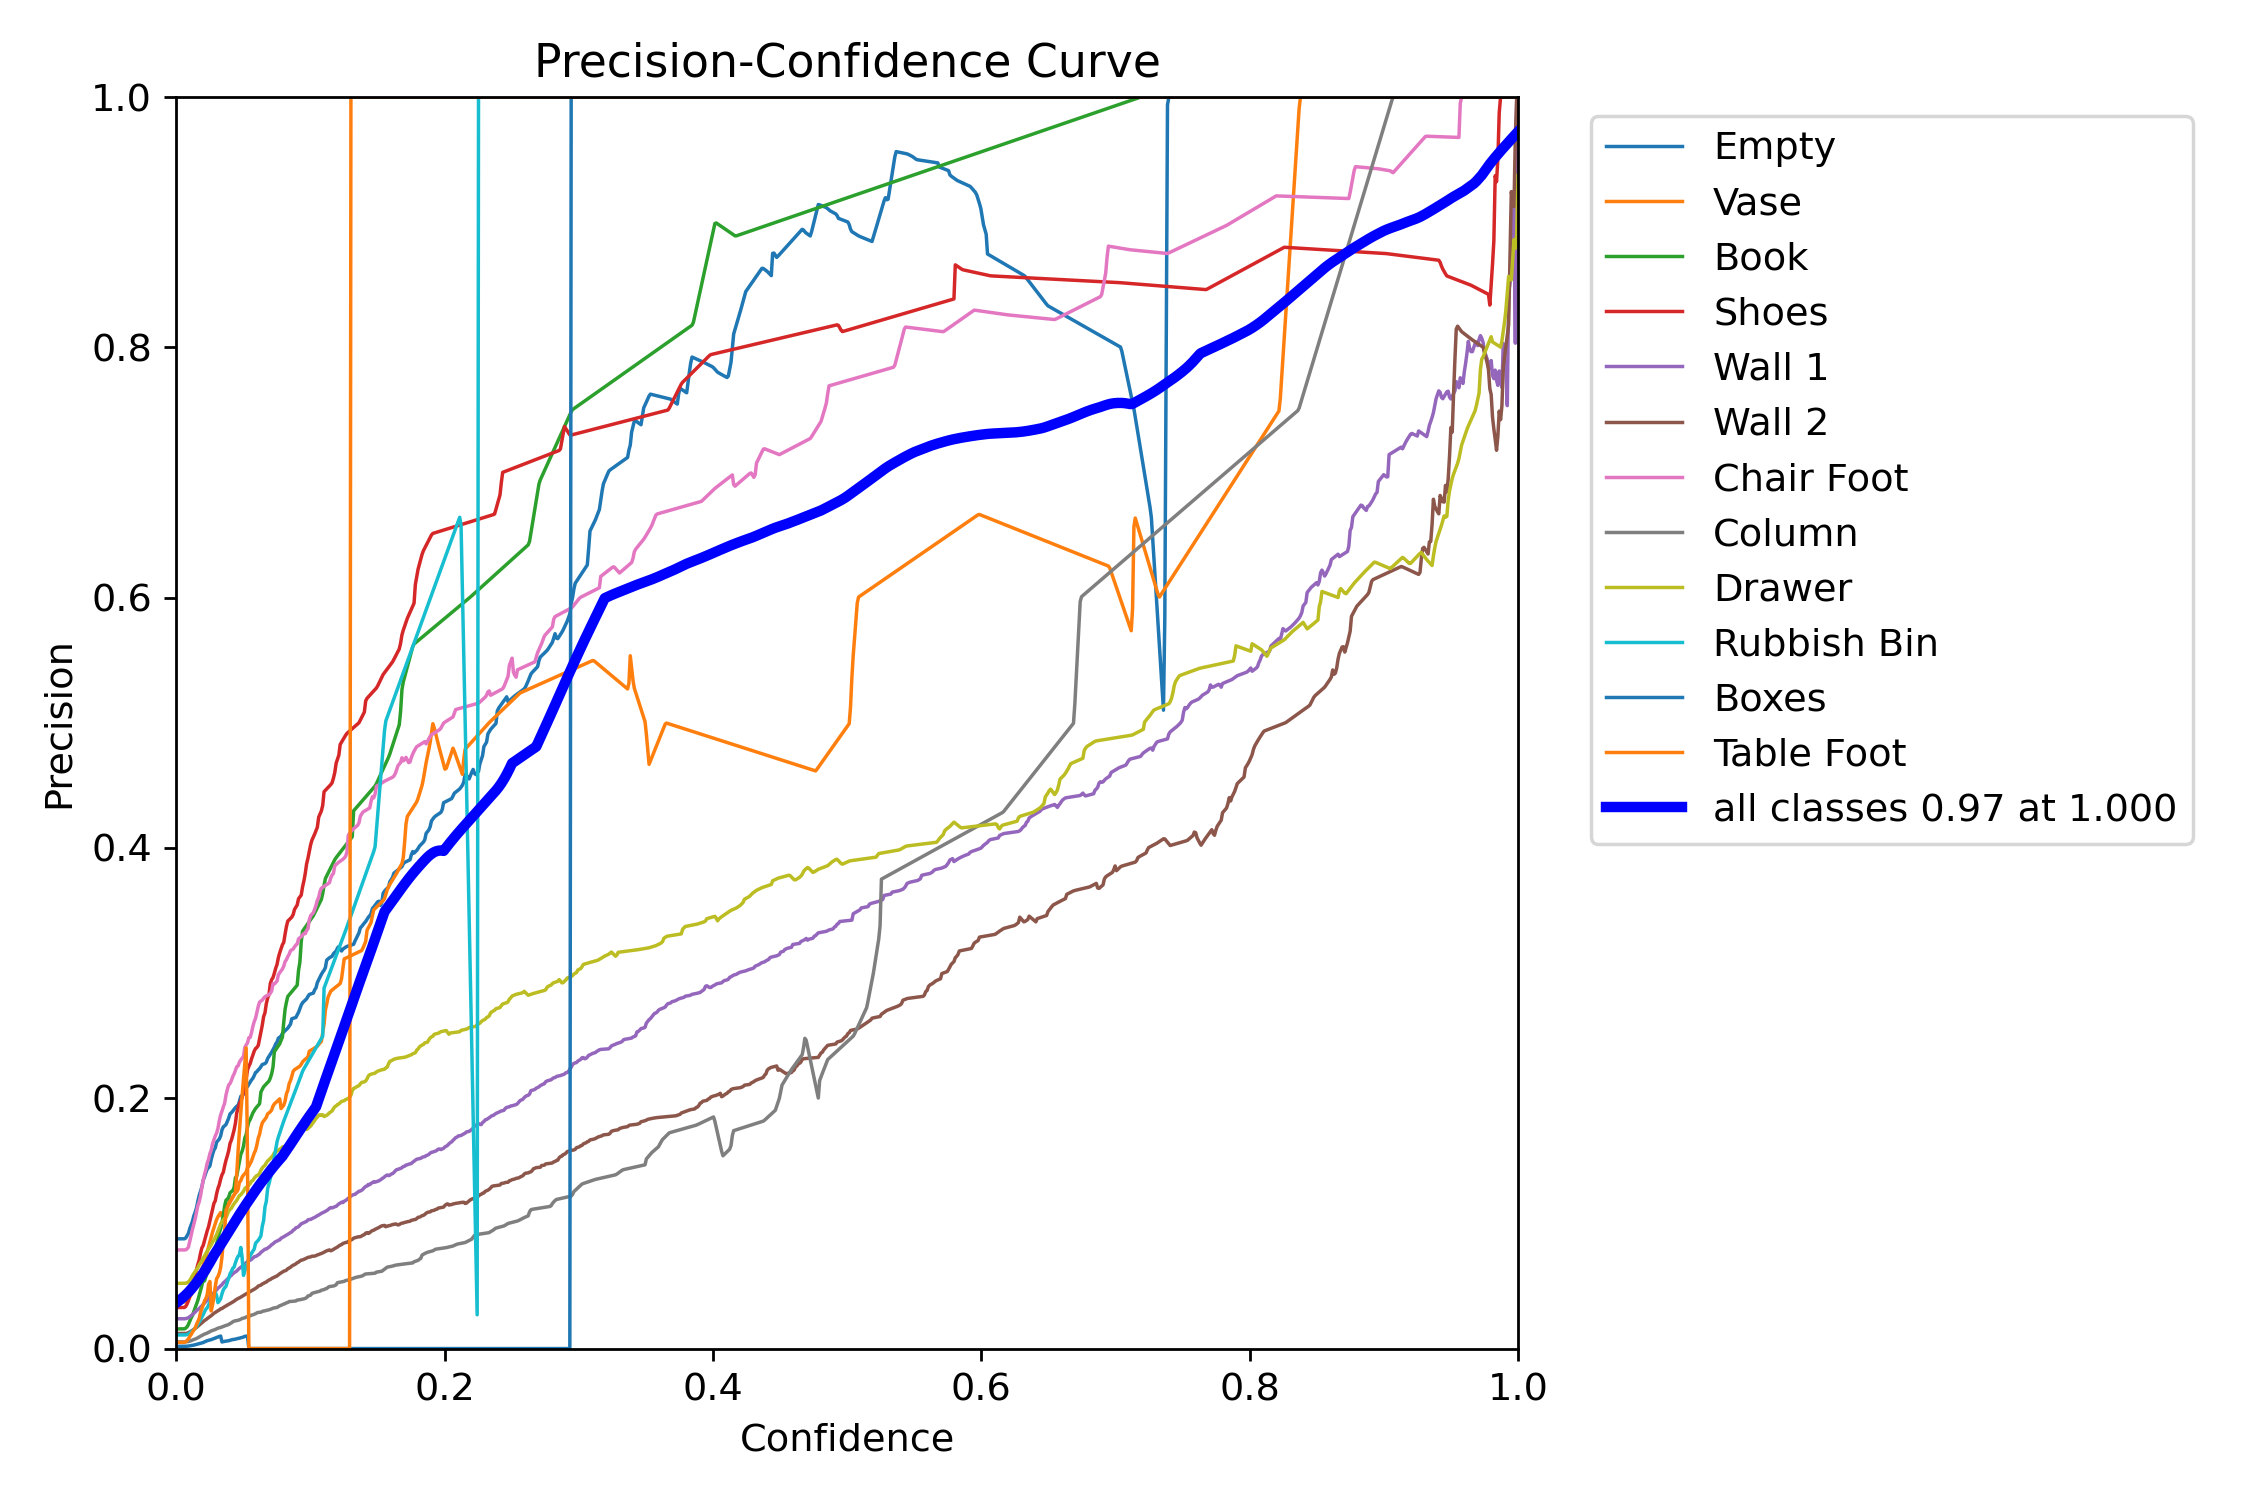 Precision-Confidence Curve
1.0
0.8
0.6
0.4
0.2
0.0
Precision
0.0 0.2 0.4 0.6 0.8 1.0
Confidence
Empty
Vase
Book
Shoes
Wall 1
Wall 2
Chair Foot
Column
Drawer
Rubbish Bin
Boxes
Table Foot
all classes 0.97 at 1.000